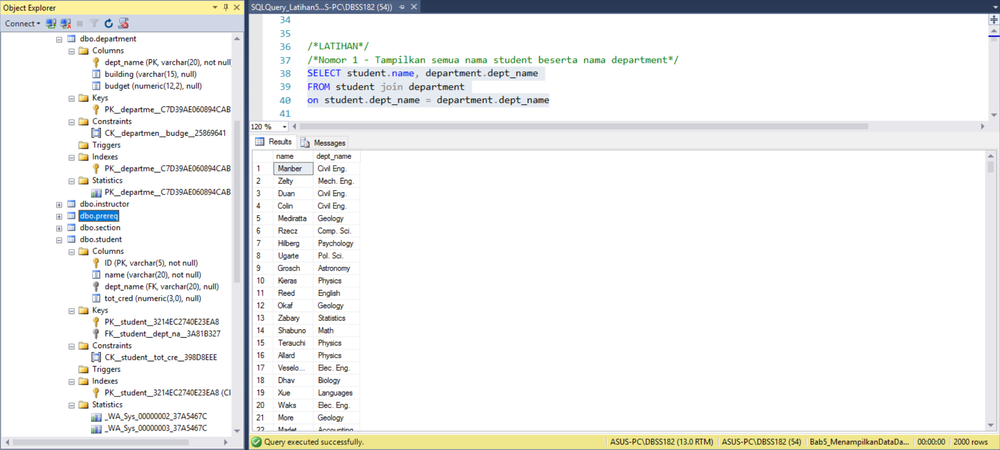 Object Explorer
Connect
dbo.department
Columns
dept_name (PK, varchar(20), not null
building (varchar(15), null)
budget (numeric(12,2), null)
Keys
PK__departme__C7D39AE060894CAB
Constraints
CK__departmen__budge__25869641
Triggers
Indexes
PK__departme__C7D39AE060894CAB
Statistics
PK__departme__C7D39AE060894CAB
dbo.instructor
dbo.prereq
dbo.section
dbo.student
Columns
ID (PK, varchar(5), not null)
name (varchar(20), not null)
dept_name (FK, varchar(20), null)
tot_cred (numeric(3,0), null)
Keys
PK__student__3214EC2740E23EA8
FK__student__dept_na__3A81B327
Constraints
CK__student__tot_cre__398D8EEE
Triggers
Indexes
PK__student__3214EC2740E23EA8 (Cl
Statistics
_WA_Sys_00000002_37A5467C
_WA_Sys_00000003_37A5467C
SQLQuery_Latihan5...S-PC\DBSS182 (54))
34
35
36 /*LATIHAN*/
37 /*Nomor 1 - Tampilkan semua nama student beserta nama department*/
38 SELECT student.name, department.dept_name
39 FROM student join department
40 on student.dept_name = department.dept_name
41
120 %
Results Messages
name dept_name
1 Manber Civil Eng.
2 Zelty Mech. Eng.
3 Duan Civil Eng.
4 Colin Civil Eng.
5 Mediratta Geology
6 Rzecz Comp. Sci.
7 Hilberg Psychology
8 Ugarte Pol. Sci.
9 Grosch Astronomy
10 Kieras Physics
11 Reed English
12 Okaf Geology
13 Zabary Statistics
14 Shabuno Math
15 Terauchi Physics
16 Allard Physics
17 Veselo... Elec. Eng.
18 Dhav Biology
19 Xue Languages
20 Waks Elec. Eng.
21 More Geology
22 Marlet Accounting
Query executed successfully.
ASUS-PC\DBSS182 (13.0 RTM) ASUS-PC\DBSS182 (54) Bab5_MenampilkanDataDa... 00:00:00 2000 rows